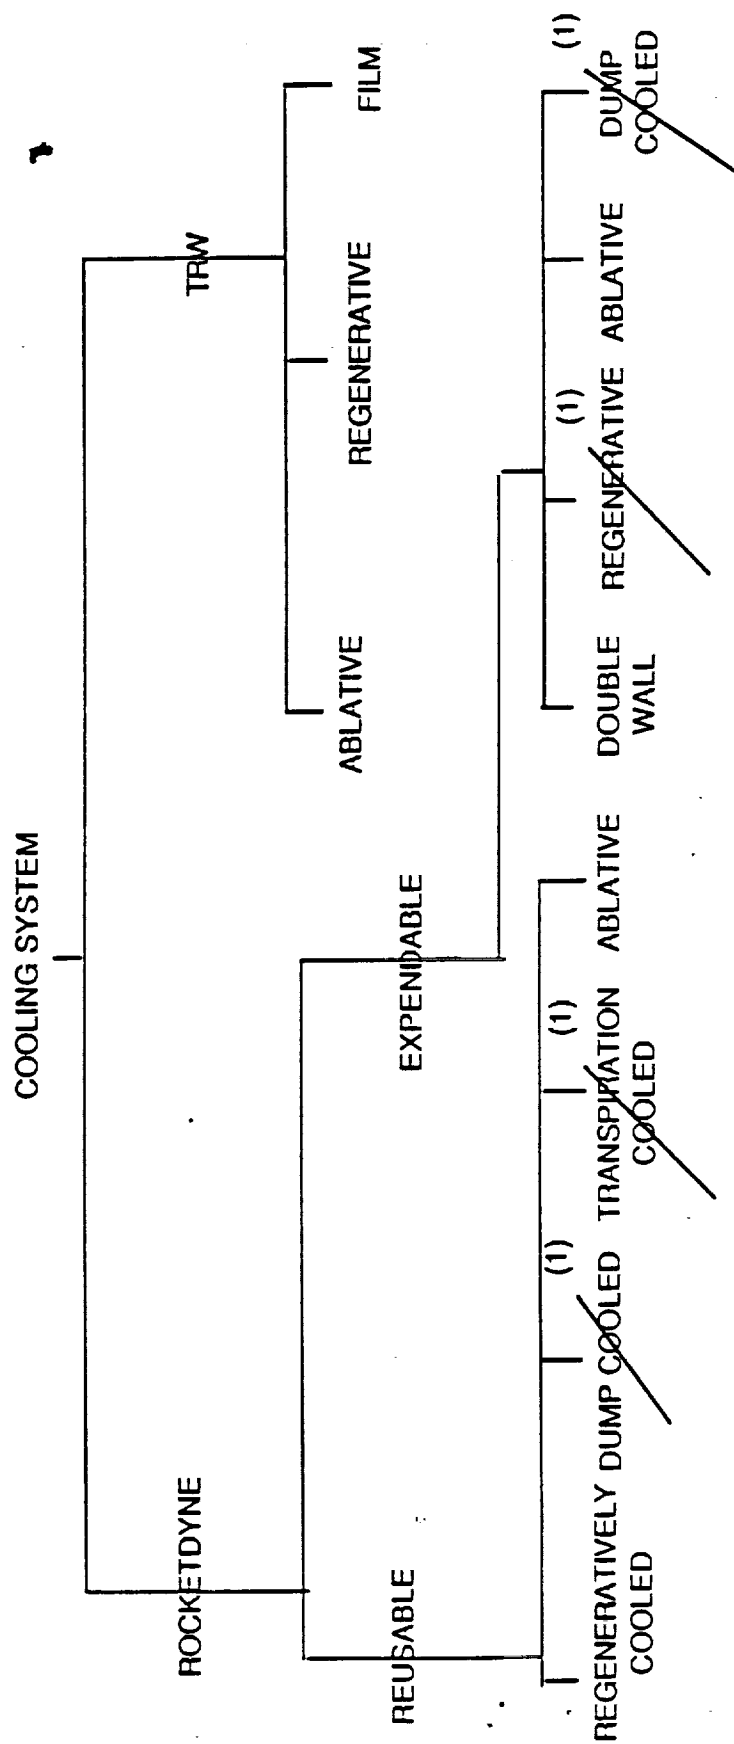 COOLING SYSTEM
ROCKETDYNE
TRW
REUSABLE
EXPENDABLE
ABLATIVE
REGENERATIVE
FILM
REGENERATIVELY
COOLED
DUMP COOLED
(1)
TRANSPIRATION
COOLED
(1)
ABLATIVE
DOUBLE
WALL
REGENERATIVE
(1)
ABLATIVE
DUMP
COOLED
(1)